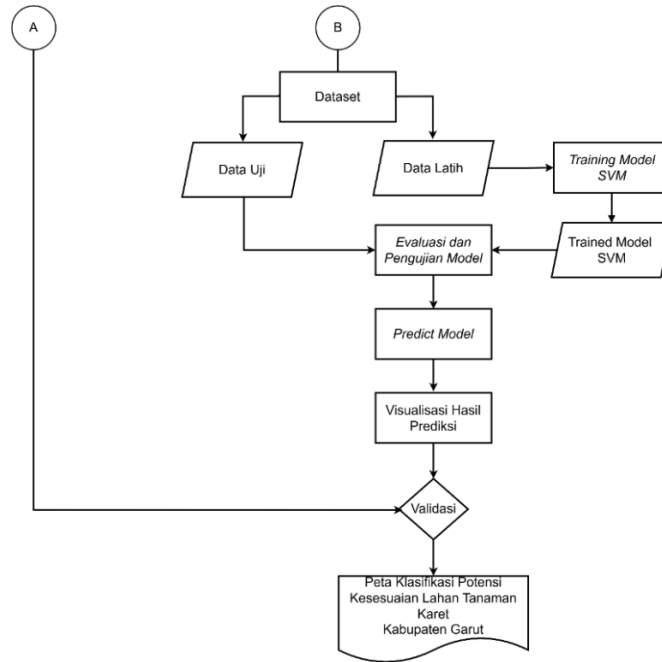 A
B
Dataset
Data Uji
Data Latih
Training Model
SVM
Evaluasi dan
Pengujian Model
Trained Model
SVM
Predict Model
Visualisasi Hasil
Prediksi
Validasi
Peta Klasifikasi Potensi
Kesesuaian Lahan Tanaman
Karet
Kabupaten Garut